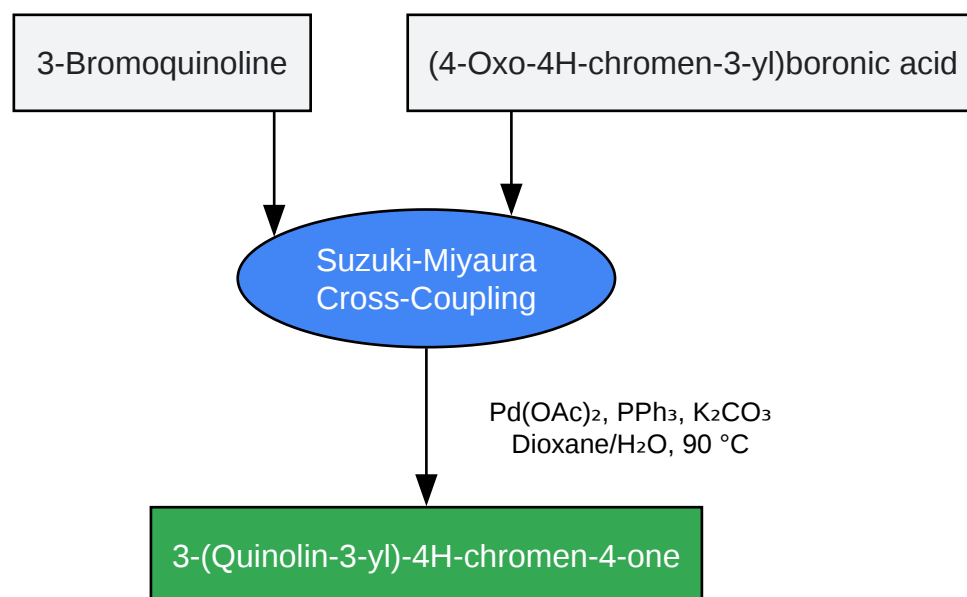 3-Bromoquinoline
(4-Oxo-4H-chromen-3-yl)boronic acid
Suzuki-Miyaura
Cross-Coupling
Pd(OAc)₂, PPh₃, K₂CO₃
Dioxane/H₂O, 90 °C
3-(Quinolin-3-yl)-4H-chromen-4-one